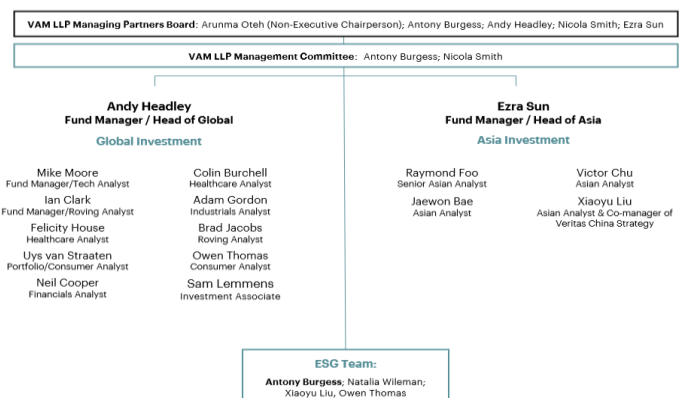 VAM LLP Managing Partners Board: Arunma Oteh (Non-Executive Chairperson); Antony Burgess; Andy Headley; Nicola Smith; Ezra Sun
VAM LLP Management Committee: Antony Burgess; Nicola Smith
Andy Headley
Fund Manager / Head of Global
Global Investment
Mike Moore
Fund Manager/Tech Analyst
Ian Clark
Fund Manager/Roving Analyst
Felicity House
Healthcare Analyst
Uys van Straaten
Portfolio/Consumer Analyst
Neil Cooper
Financials Analyst
Colin Burchell
Healthcare Analyst
Adam Gordon
Industrials Analyst
Brad Jacobs
Roving Analyst
Owen Thomas
Consumer Analyst
Sam Lemmens
Investment Associate
Ezra Sun
Fund Manager / Head of Asia
Asia Investment
Raymond Foo
Senior Asian Analyst
Jaewon Bae
Asian Analyst
Victor Chu
Asian Analyst
Xiaoyu Liu
Asian Analyst & Co-manager of
Veritas China Strategy
ESG Team:
Antony Burgess; Natalia Wileman;
Xiaoyu Liu, Owen Thomas